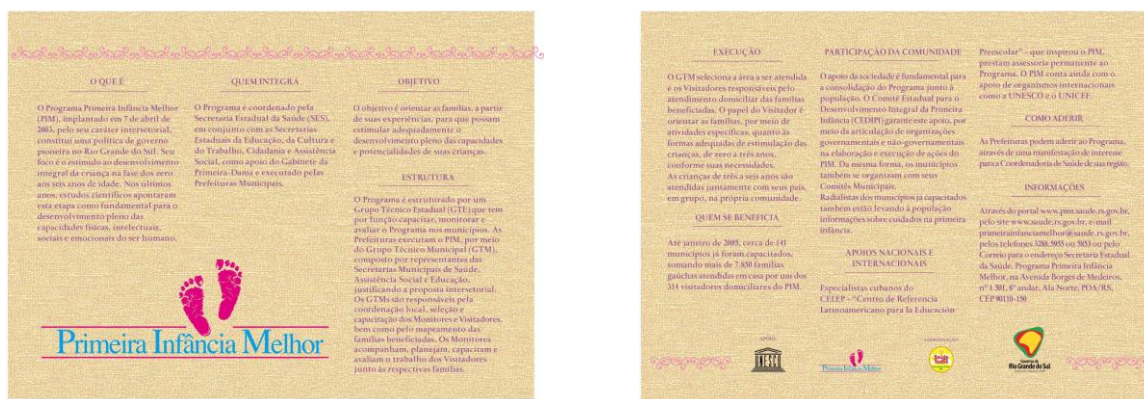 O QUE É
O Programa Primeira Infância Melhor
(PIM), implantado em 7 de abril de
2003, pelo seu caráter intersetorial,
constitui uma política de governo
pioneira no Rio Grande do Sul. Seu
foco é o estímulo ao desenvolvimento
integral da criança na fase dos zero
aos seis anos de idade. Nos últimos
anos, estudos científicos apontaram
esta etapa como fundamental para o
desenvolvimento pleno das
capacidades físicas, intelectuais,
sociais e emocionais do ser humano.
QUEM INTEGRA
O Programa é coordenado pela
Secretaria Estadual da Saúde (SES),
em conjunto com as Secretarias
Estaduais da Educação, da Cultura e
do Trabalho, Cidadania e Assistência
Social, com o apoio do Gabinete da
Primeira-Dama e executado pelas
Prefeituras Municipais.
OBJETIVO
O objetivo é orientar as famílias, a partir
de suas experiências, para que possam
estimular adequadamente o
desenvolvimento pleno das capacidades
e potencialidades de suas crianças.
ESTRUTURA
O Programa é estruturado por um
Grupo Técnico Estadual (GTE) que tem
por função capacitar, monitorar e
avaliar o Programa nos municípios. As
Prefeituras executam o PIM, por meio
do Grupo Técnico Municipal (GTM),
composto por representantes das
Secretarias Municipais de Saúde,
Assistência Social e Educação,
justificando a proposta intersetorial.
Os GTMs são responsáveis pela
coordenação local, seleção e
capacitação dos Monitores e Visitadores,
bem como pelo mapeamento das
famílias beneficiadas. Os Monitores
acompanham, planejam, capacitam e
avaliam o trabalho dos Visitadores
junto às respectivas famílias.
Primeira Infância Melhor
EXECUÇÃO
O GTM seleciona a área a ser atendida
e os Visitadores responsáveis pelo
atendimento domiciliar das famílias
beneficiadas. O papel do Visitador é
orientar as famílias, por meio de
atividades específicas, quanto às
formas adequadas de estimulação das
crianças, de zero a três anos,
conforme suas necessidades.
As crianças de três a seis anos são
atendidas juntamente com seus pais,
em grupo, na própria comunidade.
QUEM SE BENEFICIA
Até janeiro de 2005, cerca de 141
municípios já foram capacitados,
somando mais de 7.850 famílias
gaúchas atendidas em casa por um dos
314 visitadores domiciliares do PIM.
PARTICIPAÇÃO DA COMUNIDADE
O apoio da sociedade é fundamental para
a consolidação do Programa junto à
população. O Comitê Estadual para o
Desenvolvimento Integral da Primeira
Infância (CEDIPI) garante este apoio, por
meio da articulação de organizações
governamentais e não-governamentais
na elaboração e execução de ações do
PIM. Da mesma forma, os municípios
também se organizam com seus
Comitês Municipais.
Radialistas dos municípios já capacitados
também estão levando à população
informações sobre cuidados na primeira
infância.
APOIOS NACIONAIS E
INTERNACIONAIS
Especialistas cubanos do
CELEP - "Centro de Referencia
Latinoamericano para la Educación
Preescolar" - que inspirou o PIM,
prestam assessoria permanente ao
Programa. O PIM conta ainda com o
apoio de organismos internacionais
como a UNESCO e o UNICEF.
COMO ADERIR
As Prefeituras podem aderir ao Programa,
através de uma manifestação de interesse
para a Coordenadoria de Saúde de sua região.
INFORMAÇÕES
Através do portal www.pim.saude.rs.gov.br,
pelo site www.saude.rs.gov.br, e-mail
primeirainfanciamelhor@saude.rs.gov.br,
pelos telefones 3288.5955 ou 5853 ou pelo
Correio para o endereço Secretaria Estadual
da Saúde, Programa Primeira Infância
Melhor, na Avenida Borges de Medeiros,
nº 1.501, 6º andar, Ala Norte, POA/RS,
CEP 90110-150
APOIO
UNESCO
Primeira Infância Melhor
COORDENAÇÃO
Governo do
Rio Grande do Sul